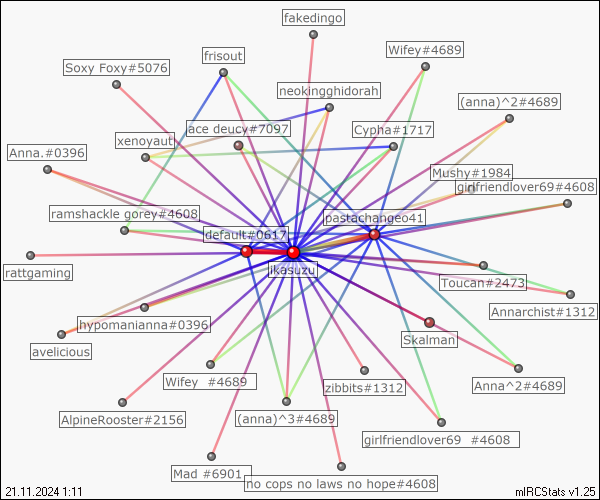 fakedingo
Wifey#4689
frisout
Soxy Foxy#5076
neokingghidorah
(anna)^2#4689
ace deucy#7097
Cypha#1717
xenoyaut
Anna.#0396
Mushy#1984
girlfriendlover69#4608
ramshackle gorey#4608
pastachangeo41
default#0617
ikasuzu
rattgaming
Toucan#2473
Annarchist#1312
hypomanianna#0396
Skalman
avelicious
Wifey #4689
zibbits#1312
Anna^2#4689
AlpineRooster#2156
(anna)^3#4689
girlfriendlover69 #4608
Mad #6901
no cops no laws no hope#4608
21.11.2024 1:11
mIRCStats v1.25